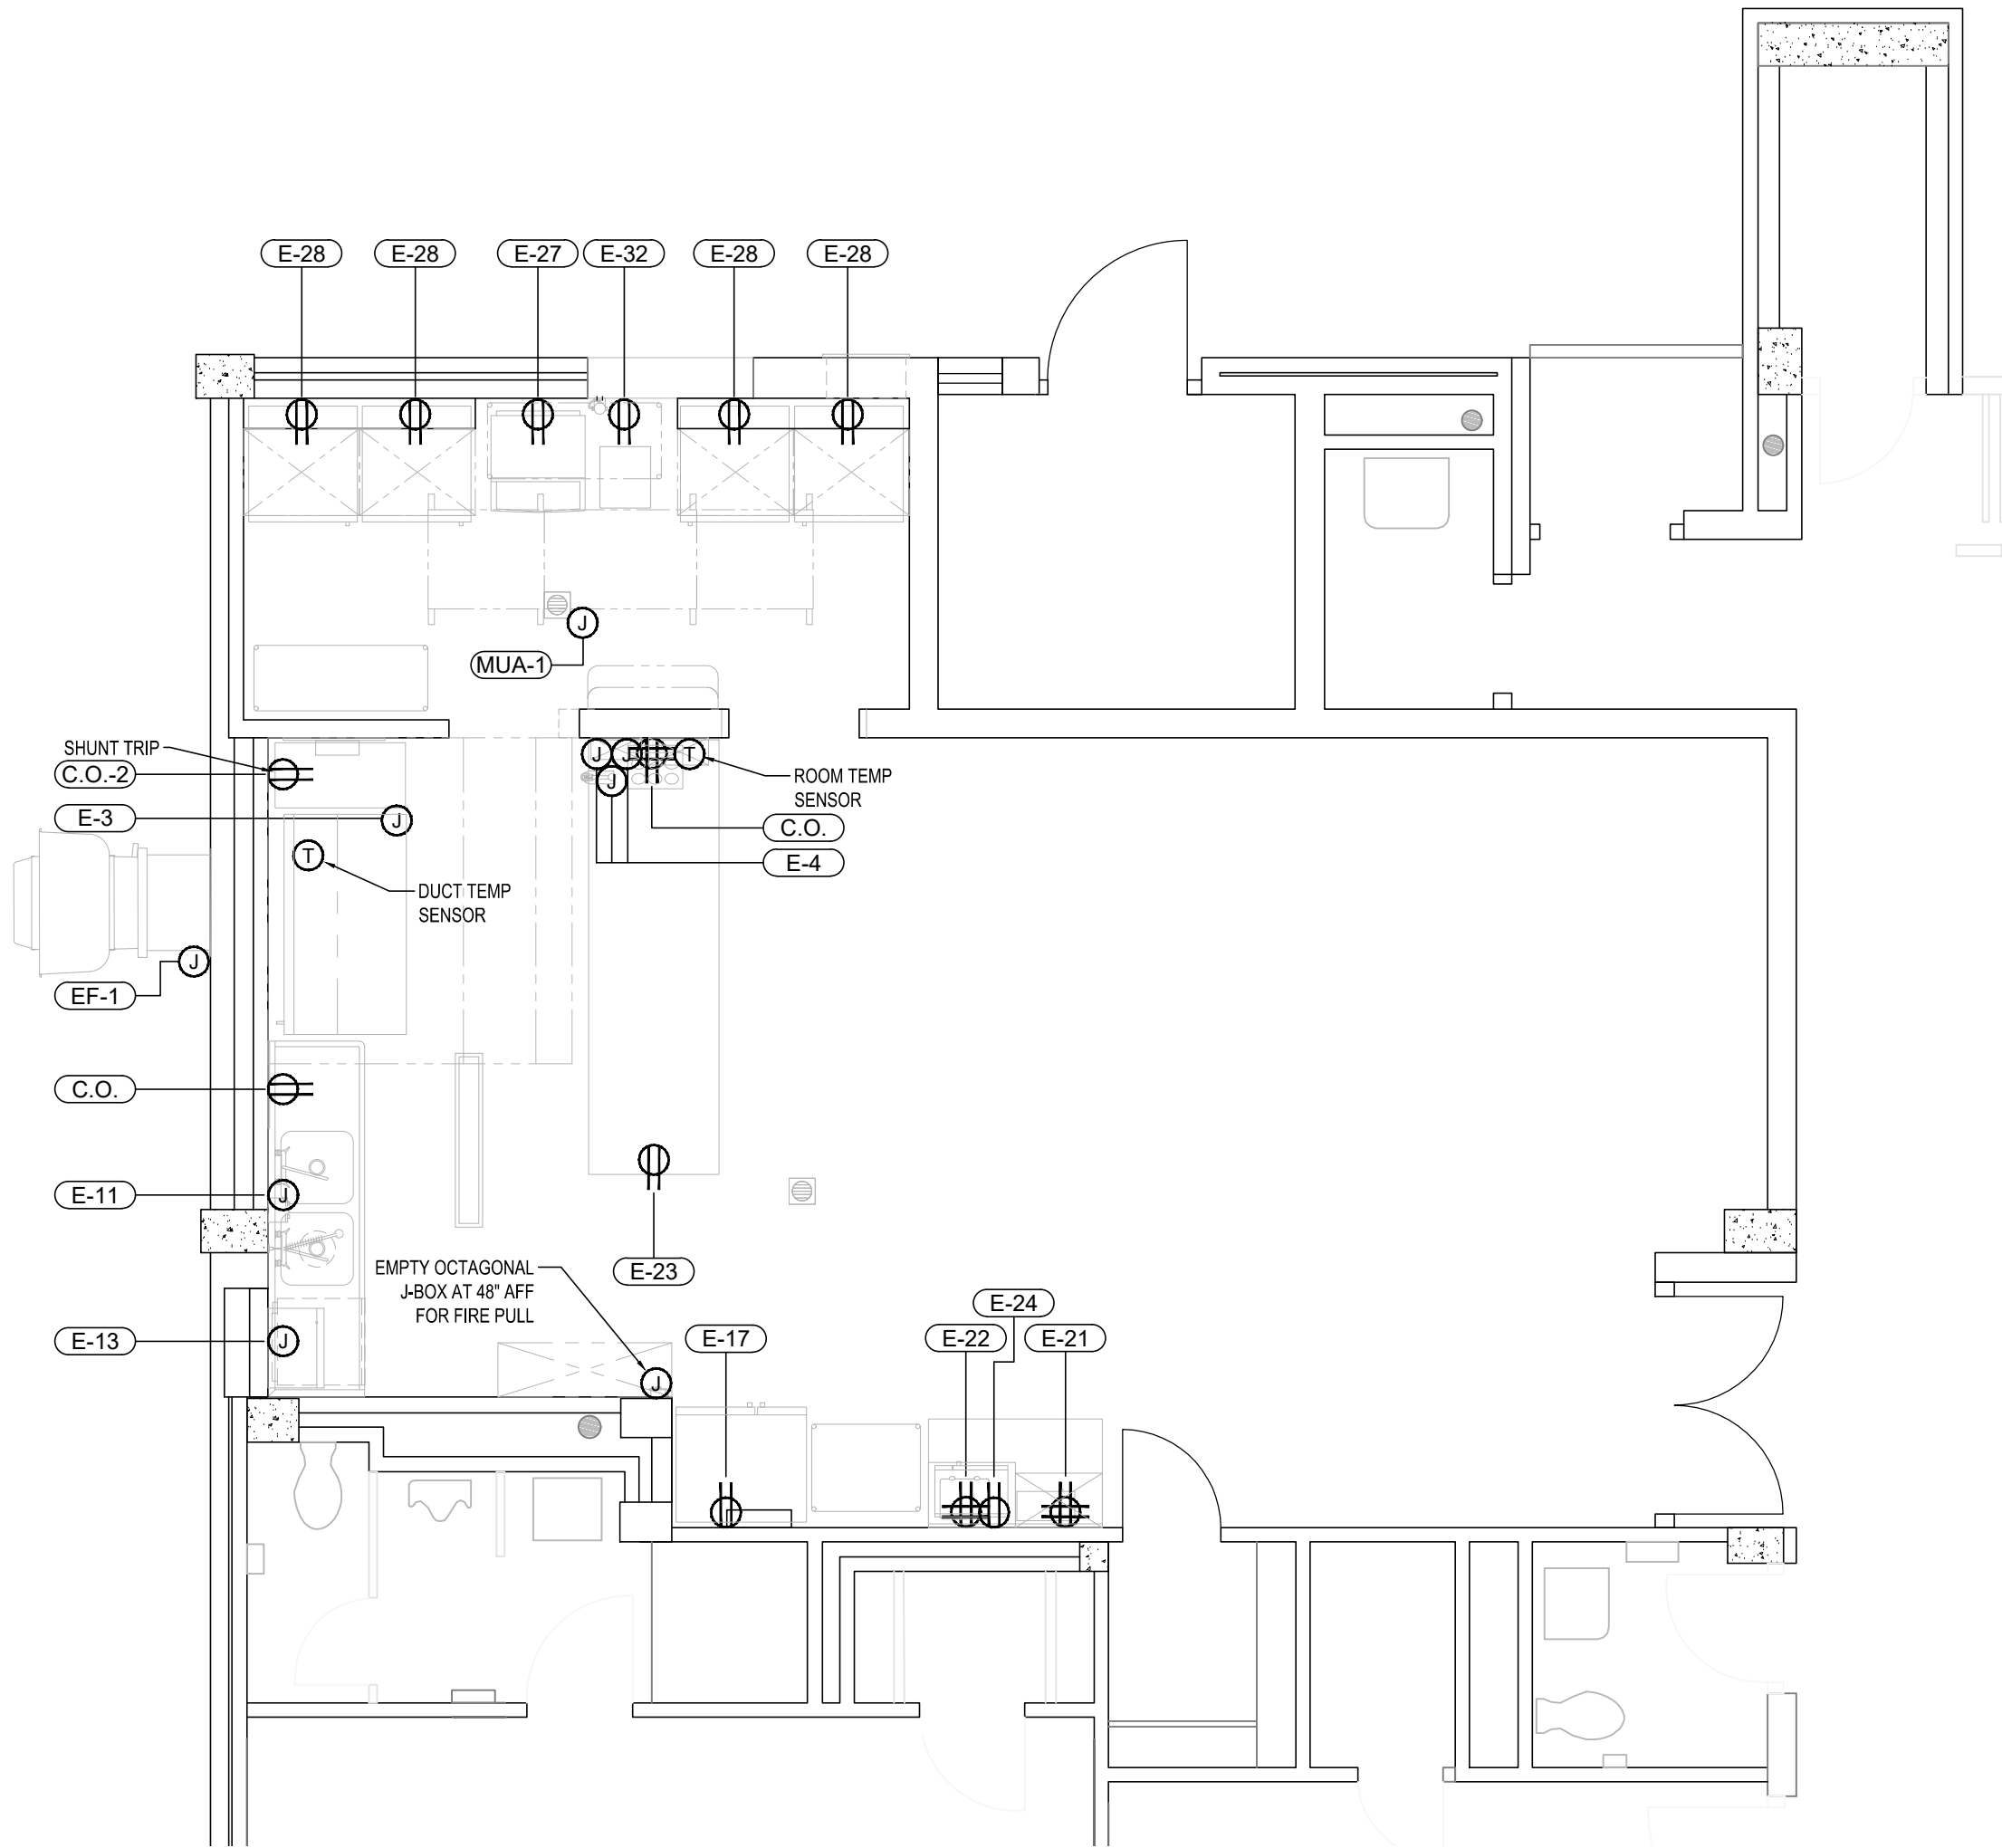 E-28
E-28
E-27
E-32
E-28
E-28
J
MUA-1
SHUNT TRIP
C.O.-2
J
J
T
J
ROOM TEMP
SENSOR
E-3
J
C.O.
T
E-4
DUCT TEMP
SENSOR
J
EF-1
C.O.
E-11
J
EMPTY OCTAGONAL
J-BOX AT 48" AFF
FOR FIRE PULL
E-23
E-24
E-13
J
E-17
E-22
E-21
J